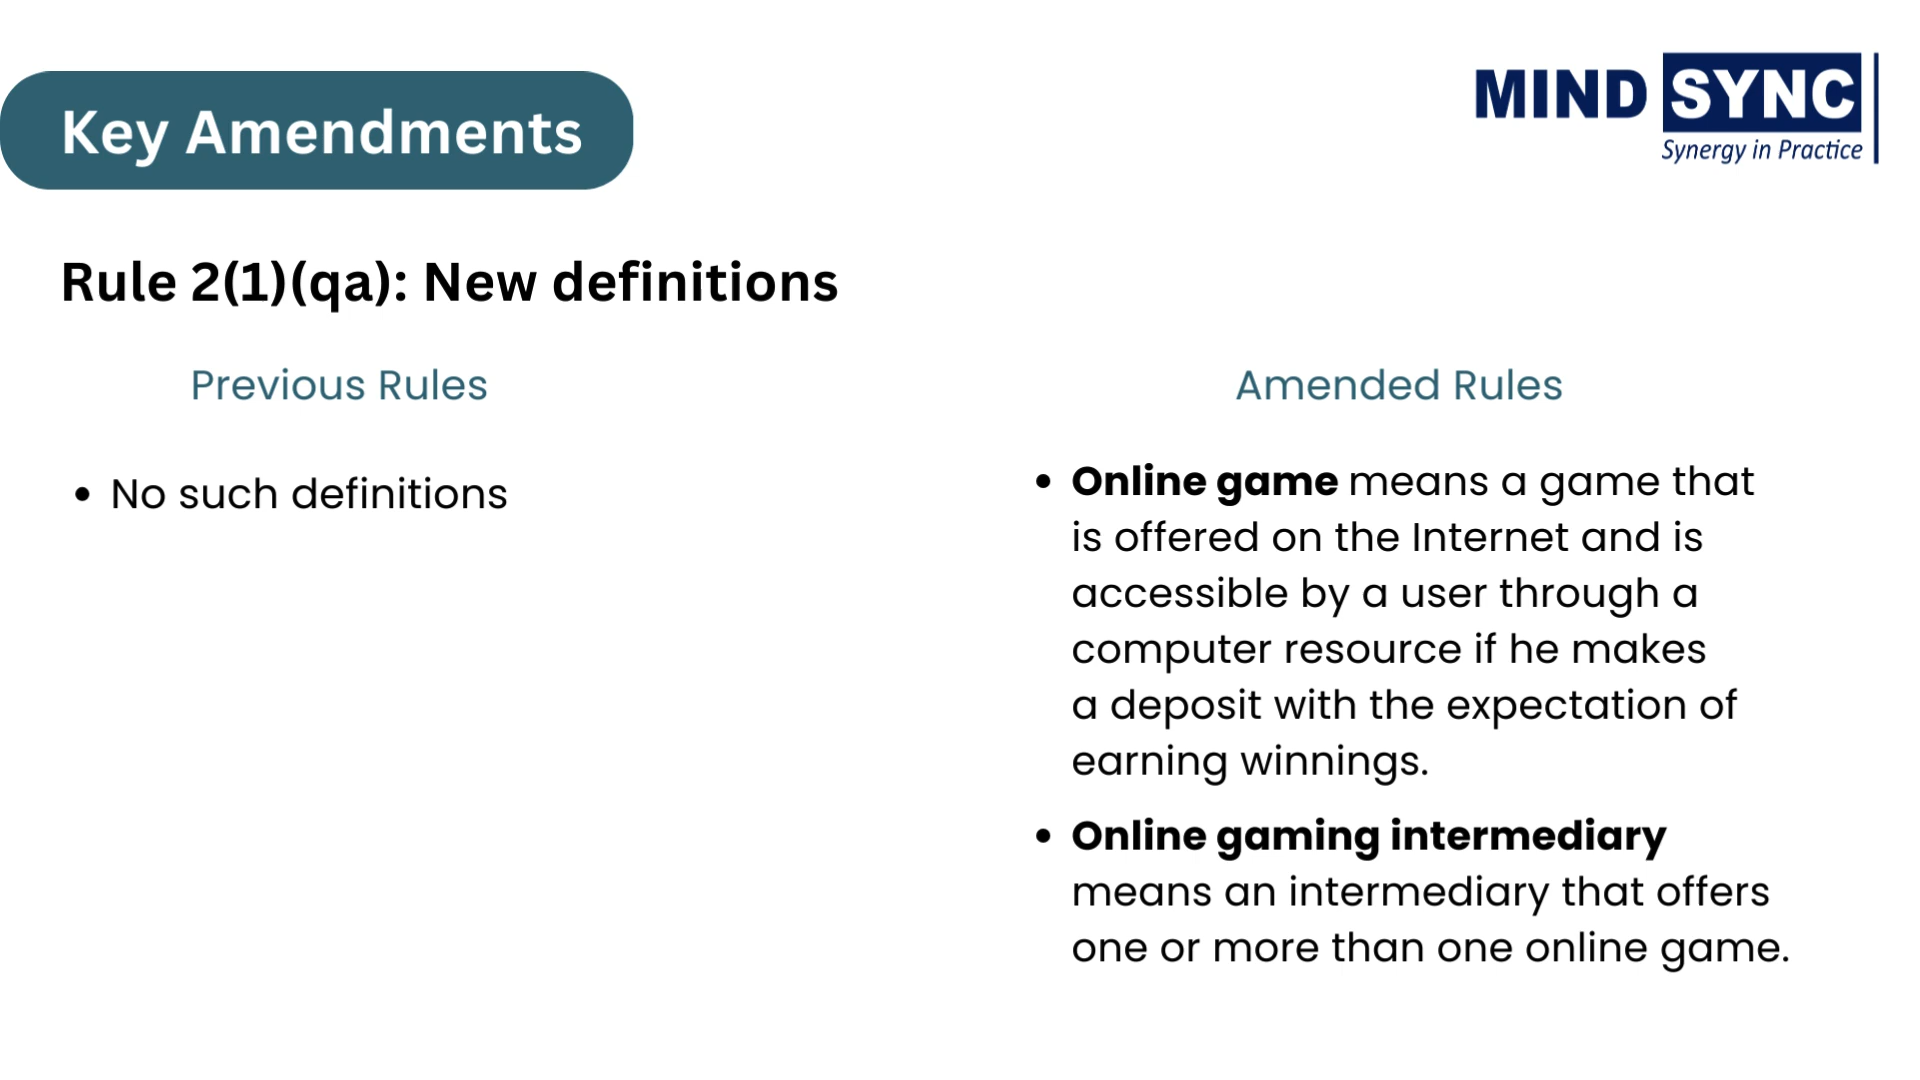 Key Amendments
MIND SYNC
Synergy in Practice
Rule 2(1)(qa): New definitions
Previous Rules
• No such definitions
Amended Rules
• Online game means a game that
is offered on the Internet and is
accessible by a user through a
computer resource if he makes
a deposit with the expectation of
earning winnings.
• Online gaming intermediary
means an intermediary that offers
one or more than one online game.